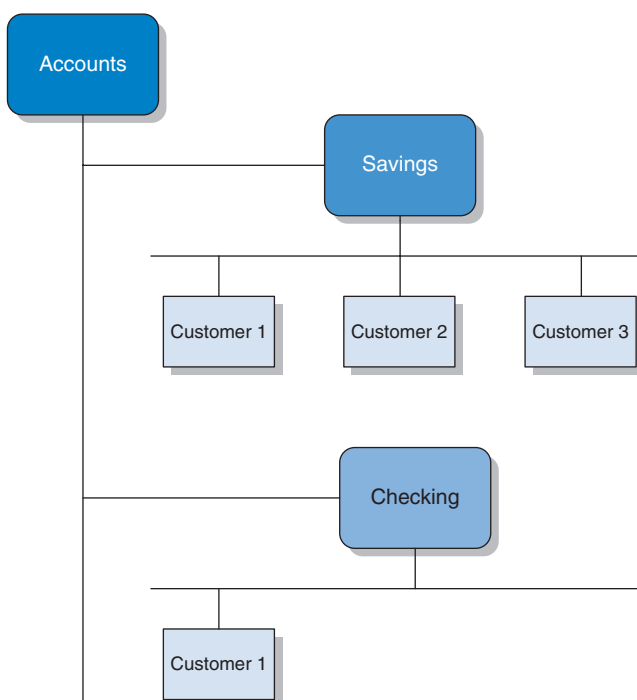 Accounts
Savings
Customer 1
Customer 2
Customer 3
Checking
Customer 1